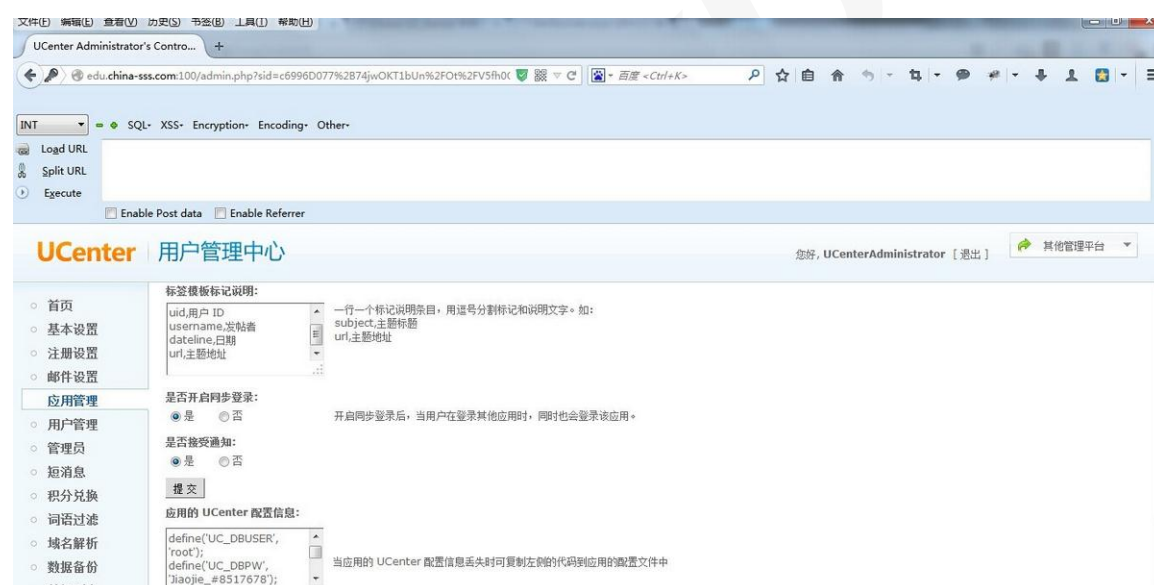 文件(F) 编辑(E) 查看(V) 历史(S) 书签(B) 工具(T) 帮助(H)
UCenter Administrator's Contro... +
edu.china-sss.com:100/admin.php?sid=c6996D077%2B74jwOKT1bUn%2FOt%2FV5fh0( 百度 <Ctrl+K>
INT SQL- XSS- Encryption- Encoding- Other-
Load URL
Split URL
Execute
Enable Post data Enable Referrer
UCenter 用户管理中心 您好, UCenterAdministrator [ 退出 ] 其他管理平台
首页
基本设置
注册设置
邮件设置
应用管理
用户管理
管理员
短消息
积分兑换
词语过滤
域名解析
数据备份
标签模板标记说明:
uid,用户 ID
username,发帖者
dateline,日期
url,主题地址
一行一个标记说明条目，用逗号分割标记和说明文字。如:
subject,主题标题
url,主题地址
是否开启同步登录:
是 否 开启同步登录后，当用户在登录其他应用时，同时也会登录该应用。
是否接受通知:
是 否
提 交
应用的 UCenter 配置信息:
define('UC_DBUSER',
'root');
define('UC_DBPW',
'Jiaojie_#8517678');
当应用的 UCenter 配置信息丢失时可复制左侧的代码到应用的配置文件中